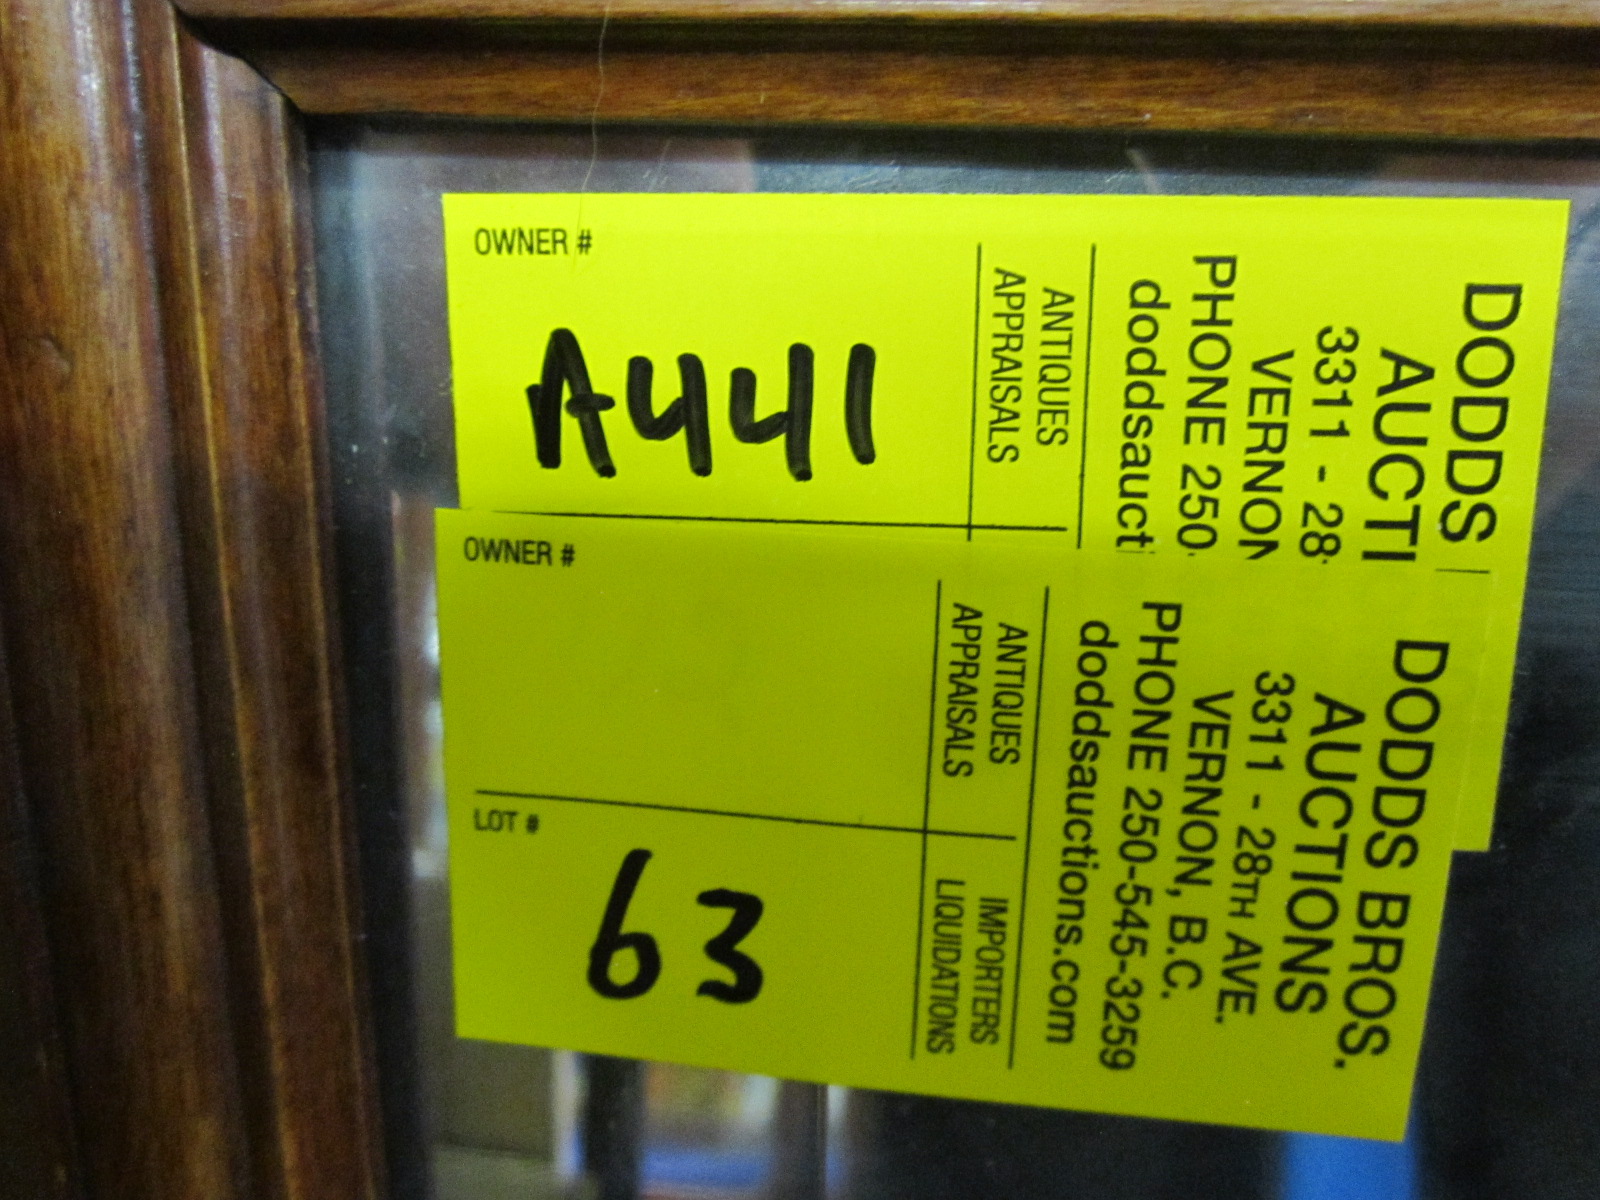 OWNER #
A441
ANTIQUES
APPRAISALS
DODDS
AUCTI
3311 - 28
VERNON
PHONE 250-
doddsaucti
OWNER #
LOT #
63
ANTIQUES
APPRAISALS
IMPORTERS
LIQUIDATIONS
DODDS BROS.
AUCTIONS
3311 - 28TH AVE.
VERNON, B.C.
PHONE 250-545-3259
doddsauctions.com